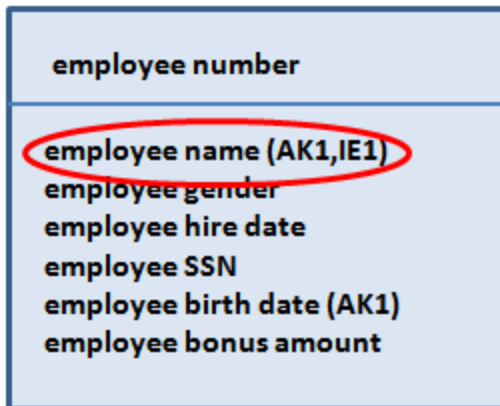 employee number
employee name (AK1,IE1)
employee gender
employee hire date
employee SSN
employee birth date (AK1)
employee bonus amount